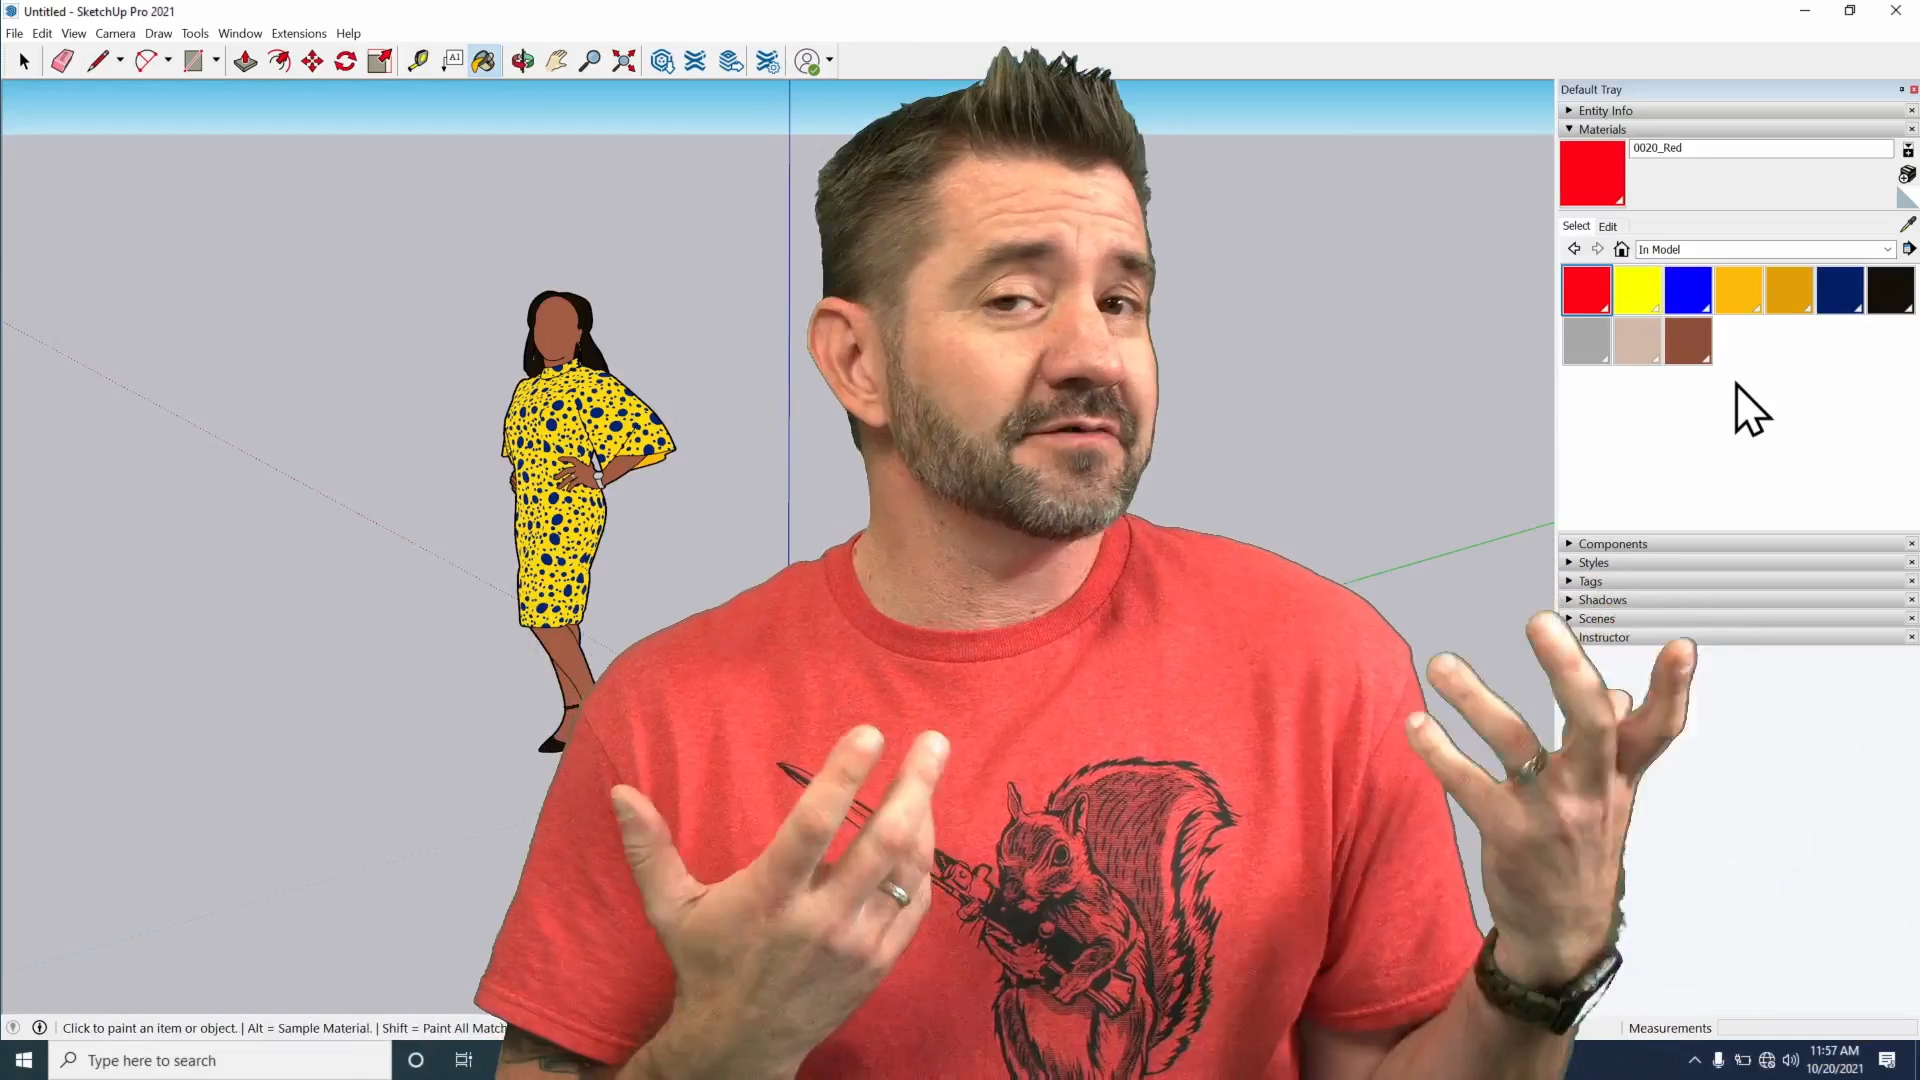 Untitled - SketchUp Pro 2021
File Edit View Camera Draw Tools Window Extensions Help
A1
Default Tray
Entity Info
Materials
0020_Red
Select Edit
In Model
Components
Styles
Tags
Shadows
Scenes
Instructor
Click to paint an item or object. | Alt = Sample Material. | Shift = Paint All Match
Measurements
Type here to search
11:57 AM
10/20/2021